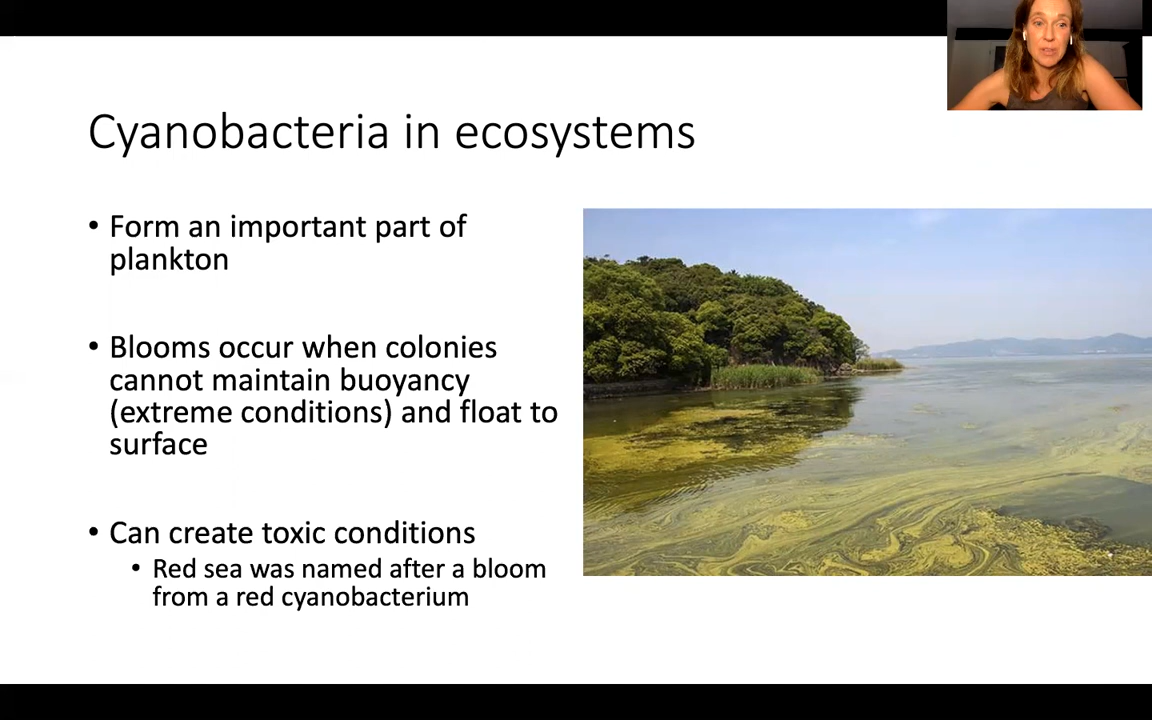 Cyanobacteria in ecosystems
• Form an important part of
plankton
• Blooms occur when colonies
cannot maintain buoyancy
(extreme conditions) and float to
surface
• Can create toxic conditions
• Red sea was named after a bloom
from a red cyanobacterium